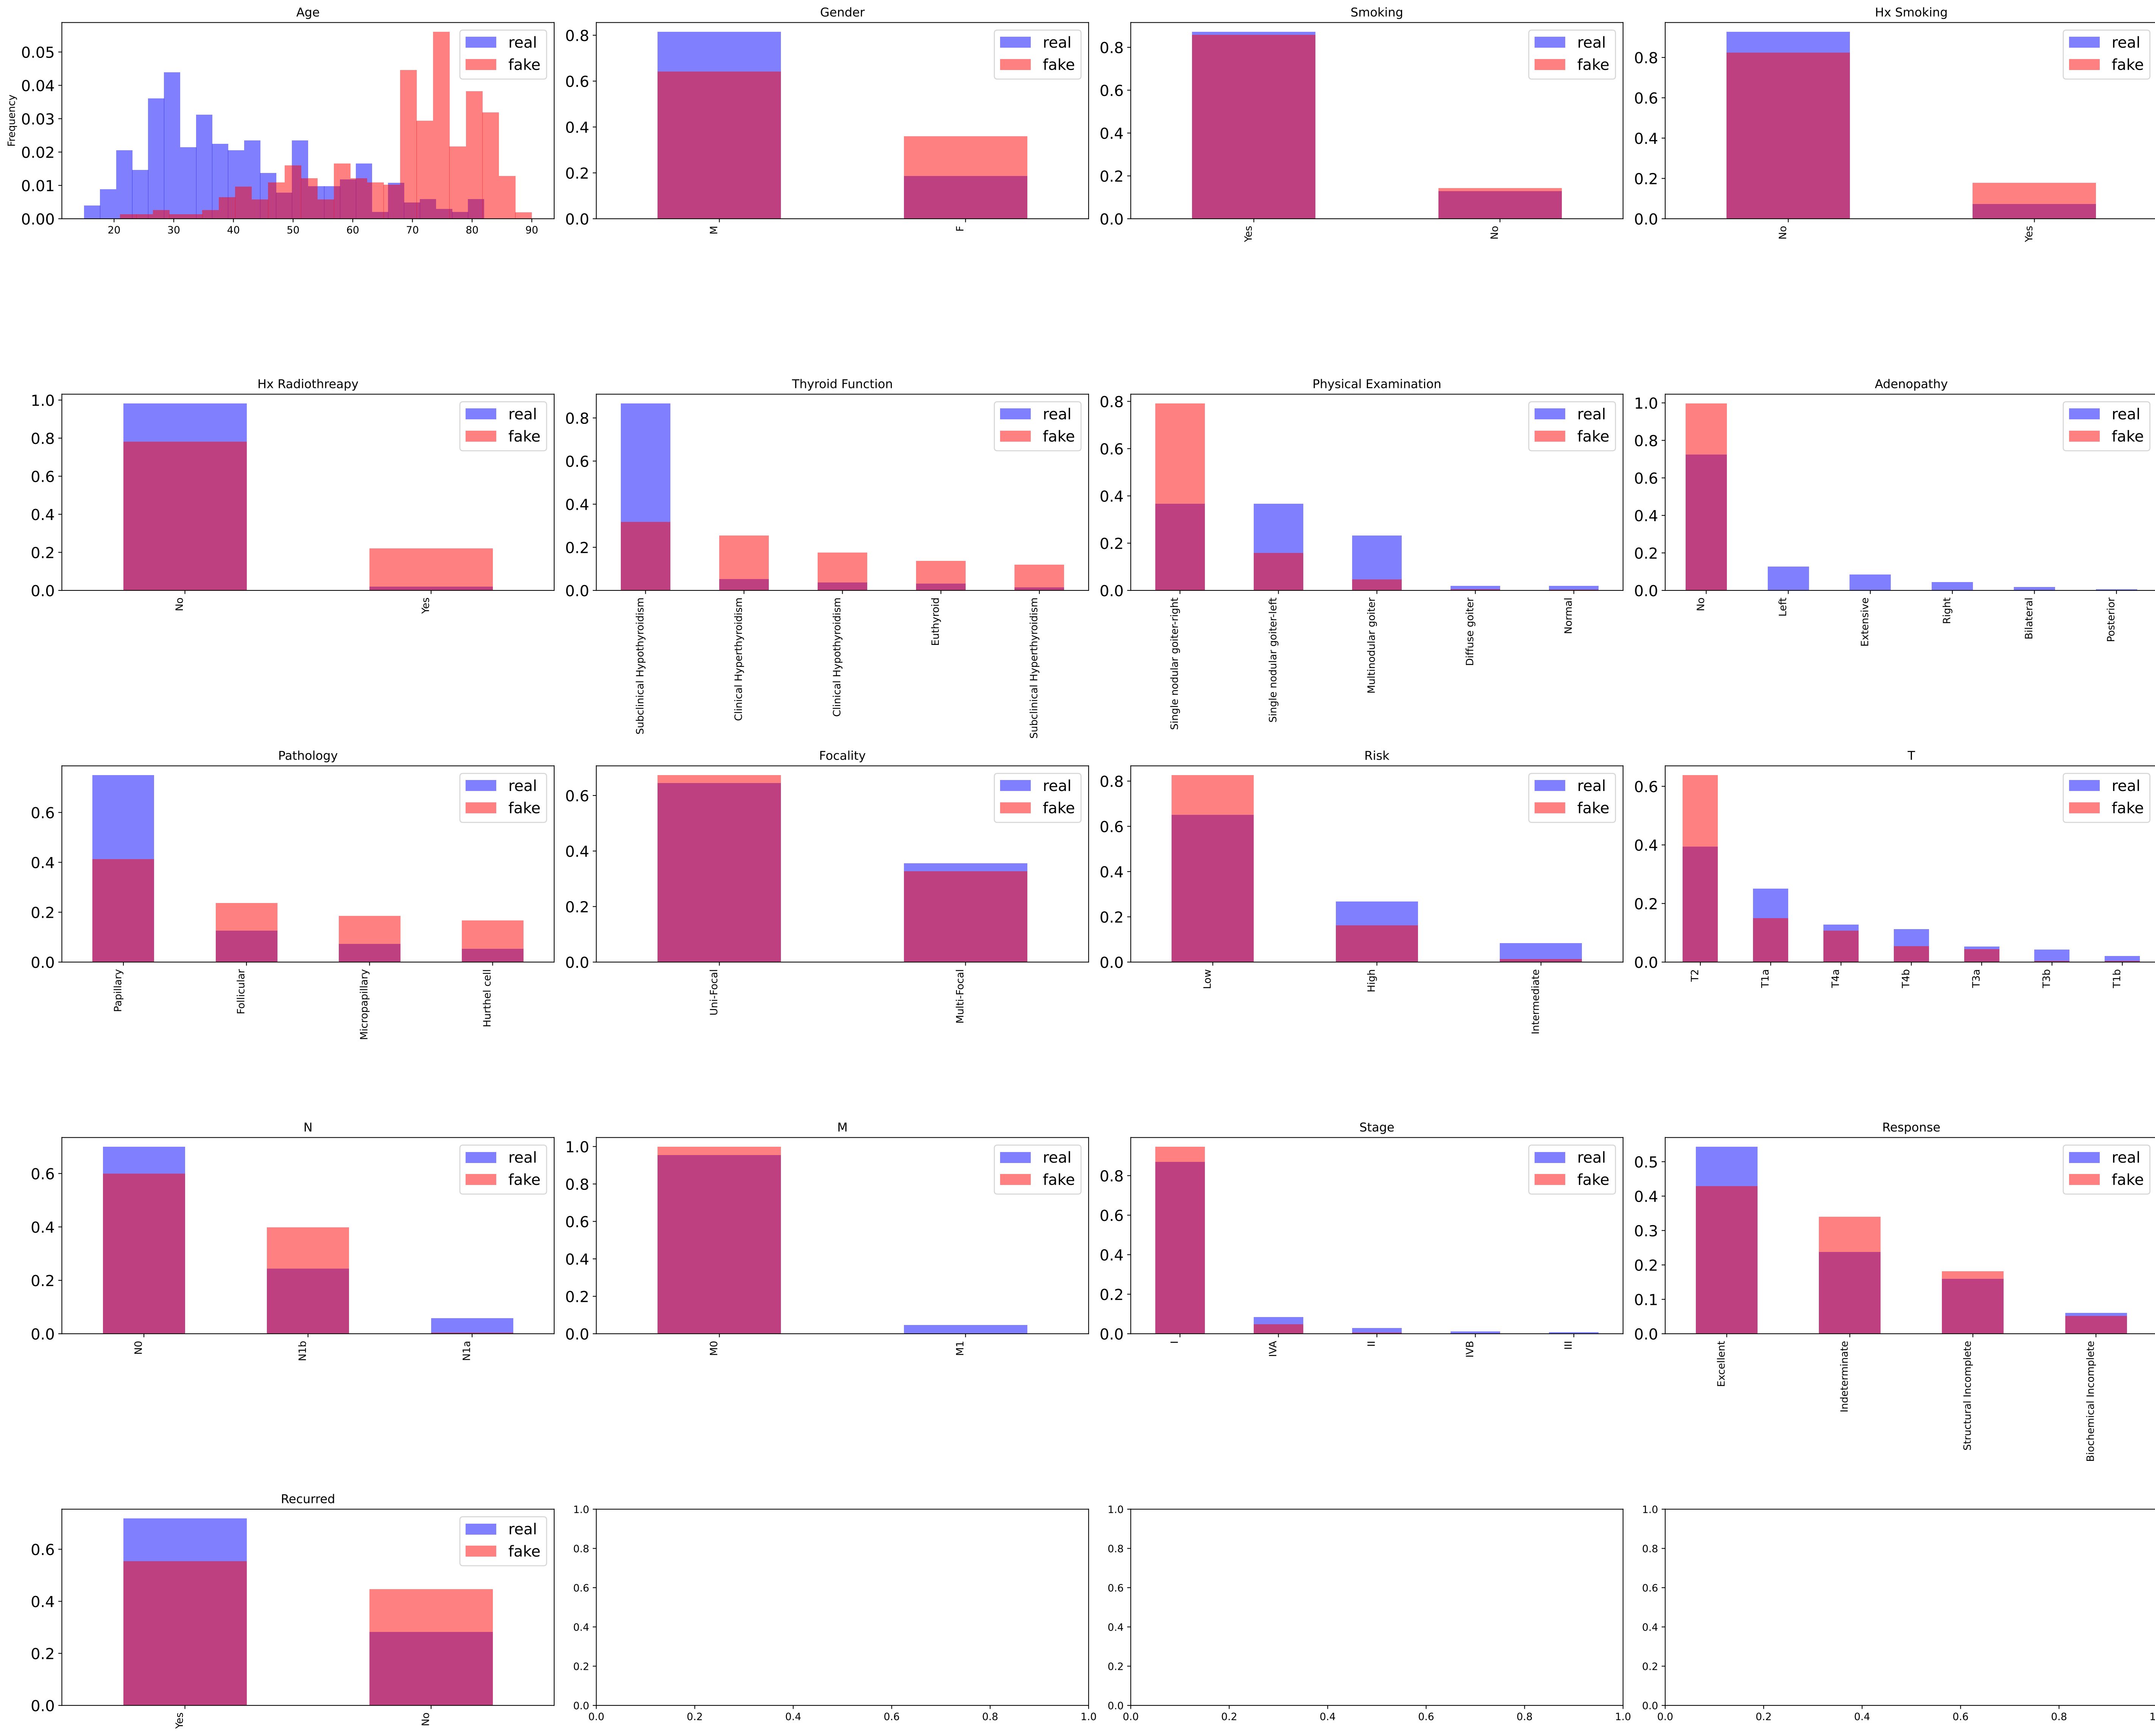 Age
Frequency
0.05
0.04
0.03
0.02
0.01
0.00
20 30 40 50 60 70 80 90
real
fake
Gender
0.8
0.6
0.4
0.2
0.0
M F
real
fake
Smoking
0.8
0.6
0.4
0.2
0.0
Yes No
real
fake
Hx Smoking
0.8
0.6
0.4
0.2
0.0
No Yes
real
fake
Hx Radiothreapy
1.0
0.8
0.6
0.4
0.2
0.0
No Yes
real
fake
Thyroid Function
0.8
0.6
0.4
0.2
0.0
Subclinical Hypothyroidism
Clinical Hyperthyroidism
Clinical Hypothyroidism
Euthyroid
Subclinical Hyperthyroidism
real
fake
Physical Examination
0.8
0.6
0.4
0.2
0.0
Single nodular goiter-right
Single nodular goiter-left
Multinodular goiter
Diffuse goiter
Normal
real
fake
Adenopathy
1.0
0.8
0.6
0.4
0.2
0.0
No
Left
Extensive
Right
Bilateral
Posterior
real
fake
Pathology
0.6
0.4
0.2
0.0
Papillary
Follicular
Micropapillary
Hurthel cell
real
fake
Focality
0.6
0.4
0.2
0.0
Uni-Focal
Multi-Focal
real
fake
Risk
0.8
0.6
0.4
0.2
0.0
Low
High
Intermediate
real
fake
T
0.6
0.4
0.2
0.0
T2
T1a
T4a
T4b
T3a
T3b
T1b
real
fake
N
0.6
0.4
0.2
0.0
N0
N1b
N1a
real
fake
M
1.0
0.8
0.6
0.4
0.2
0.0
M0
M1
real
fake
Stage
0.8
0.6
0.4
0.2
0.0
I
IVA
II
IVB
III
real
fake
Response
0.5
0.4
0.3
0.2
0.1
0.0
Excellent
Indeterminate
Structural Incomplete
Biochemical Incomplete
real
fake
Recurred
0.6
0.4
0.2
0.0
Yes
No
real
fake
1.0
0.8
0.6
0.4
0.2
0.0
0.0 0.2 0.4 0.6 0.8 1.0
1.0
0.8
0.6
0.4
0.2
0.0
0.0 0.2 0.4 0.6 0.8 1.0
1.0
0.8
0.6
0.4
0.2
0.0
0.0 0.2 0.4 0.6 0.8